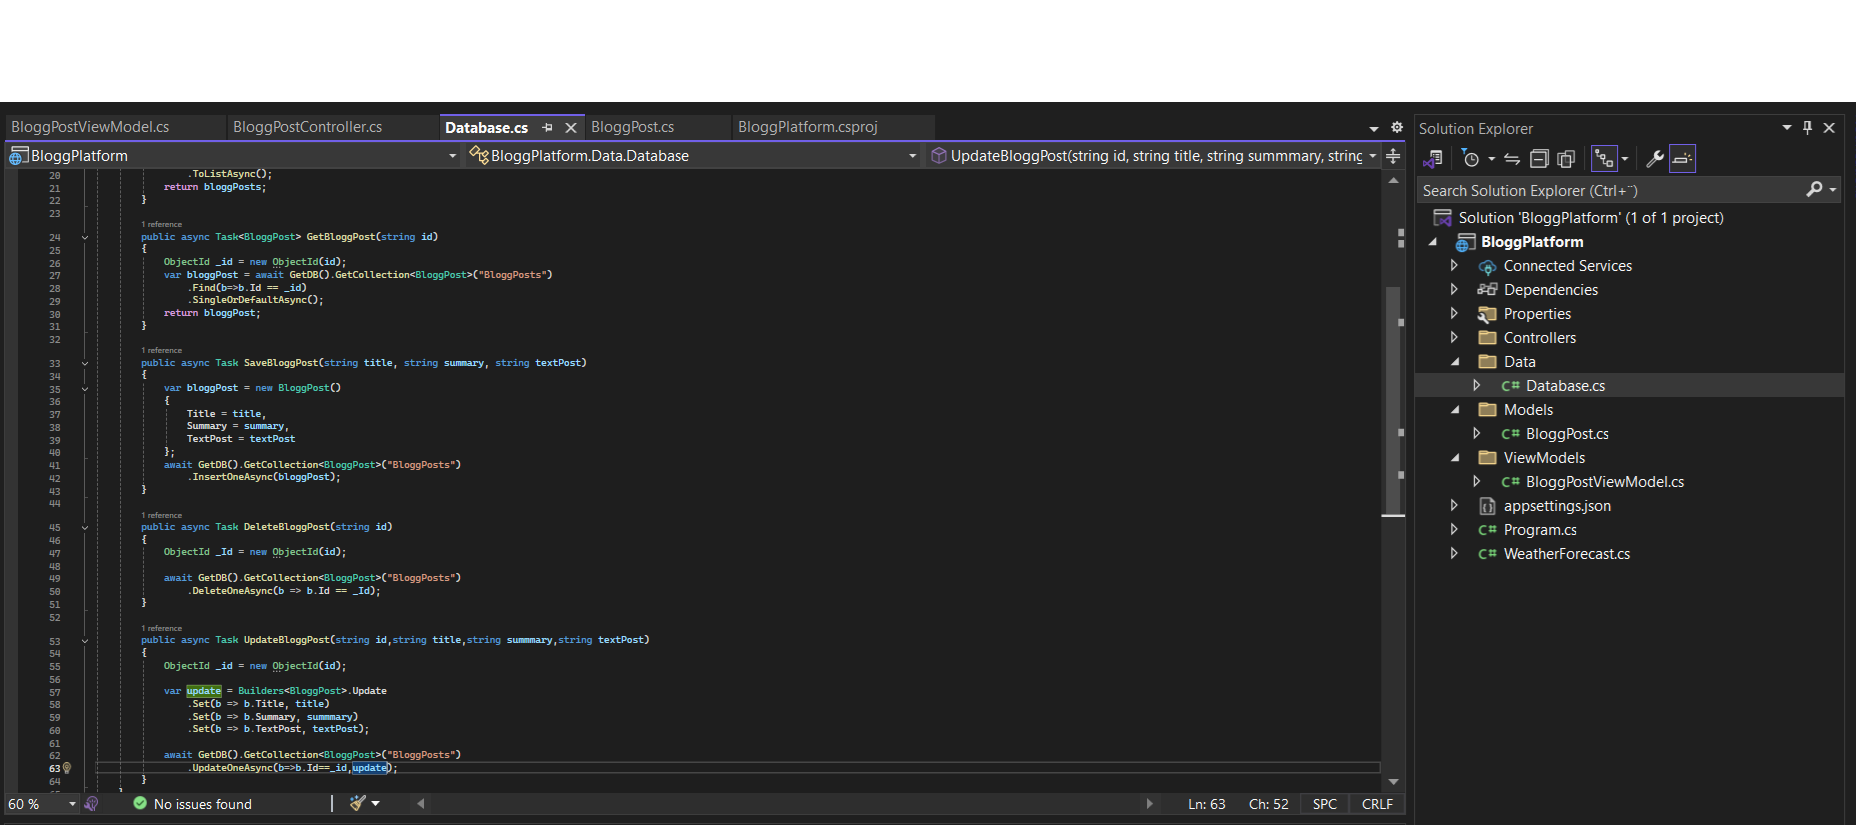 BloggPostViewModel.cs
BloggPostController.cs
Database.cs
BloggPost.cs
BloggPlatform.csproj
BloggPlatform
BloggPlatform.Data.Database
UpdateBloggPost(string id, string title, string summmary, string
20 .ToListAsync();
21 return bloggPosts;
22 }
23
1 reference
24 public async Task<BloggPost> GetBloggPost(string id)
25 {
26 ObjectId _id = new ObjectId(id);
27 var bloggPost = await GetDB().GetCollection<BloggPost>("BloggPosts")
28 .Find(b=>b.Id == _id)
29 .SingleOrDefaultAsync();
30 return bloggPost;
31 }
32
1 reference
33 public async Task SaveBloggPost(string title, string summary, string textPost)
34 {
35 var bloggPost = new BloggPost()
36 {
37 Title = title,
38 Summary = summary,
39 TextPost = textPost
40 };
41 await GetDB().GetCollection<BloggPost>("BloggPosts")
42 .InsertOneAsync(bloggPost);
43 }
44
1 reference
45 public async Task DeleteBloggPost(string id)
46 {
47 ObjectId _Id = new ObjectId(id);
48
49 await GetDB().GetCollection<BloggPost>("BloggPosts")
50 .DeleteOneAsync(b => b.Id == _Id);
51 }
52
1 reference
53 public async Task UpdateBloggPost(string id,string title,string summmary,string textPost)
54 {
55 ObjectId _id = new ObjectId(id);
56
57 var update = Builders<BloggPost>.Update
58 .Set(b => b.Title, title)
59 .Set(b => b.Summary, summmary)
60 .Set(b => b.TextPost, textPost);
61
62 await GetDB().GetCollection<BloggPost>("BloggPosts")
63 .UpdateOneAsync(b=>b.Id==_id,update);
64 }
60 %
No issues found
Ln: 63
Ch: 52
SPC
CRLF
Solution Explorer
Search Solution Explorer (Ctrl+¨)
Solution 'BloggPlatform' (1 of 1 project)
BloggPlatform
Connected Services
Dependencies
Properties
Controllers
Data
C# Database.cs
Models
C# BloggPost.cs
ViewModels
C# BloggPostViewModel.cs
appsettings.json
C# Program.cs
C# WeatherForecast.cs